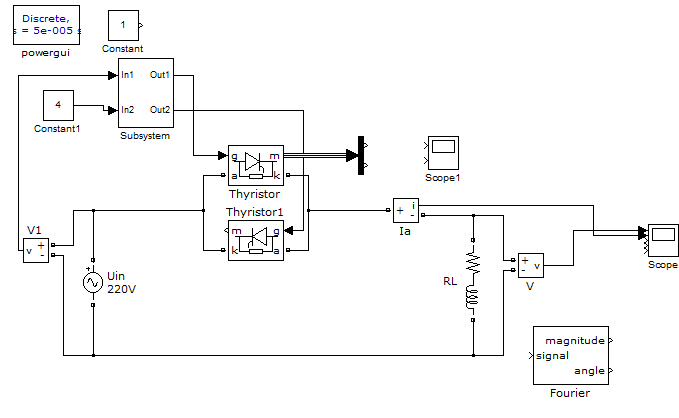 Discrete,
s = 5e-005 s
powergui
1
Constant
In1 Out1
4
In2 Out2
Constant1
Subsystem
g m
a k
Thyristor
Thyristor1
m g
k a
V1
v + -
+ i -
Ia
Uin
220V
RL
+ - v
V
Scope1
Scope
magnitude
signal
angle
Fourier